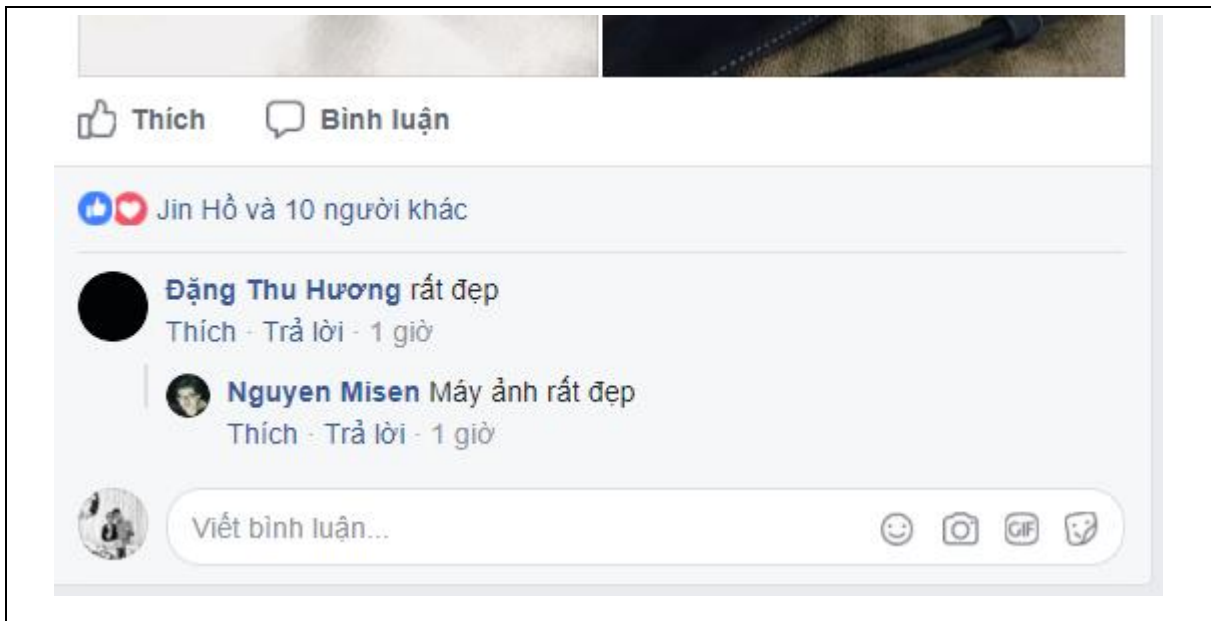 Thích Bình luận
Jin Hồ và 10 người khác
Đặng Thu Hương rất đẹp
Thích · Trả lời · 1 giờ
Nguyen Misen Máy ảnh rất đẹp
Thích · Trả lời · 1 giờ
Viết bình luận... GIF